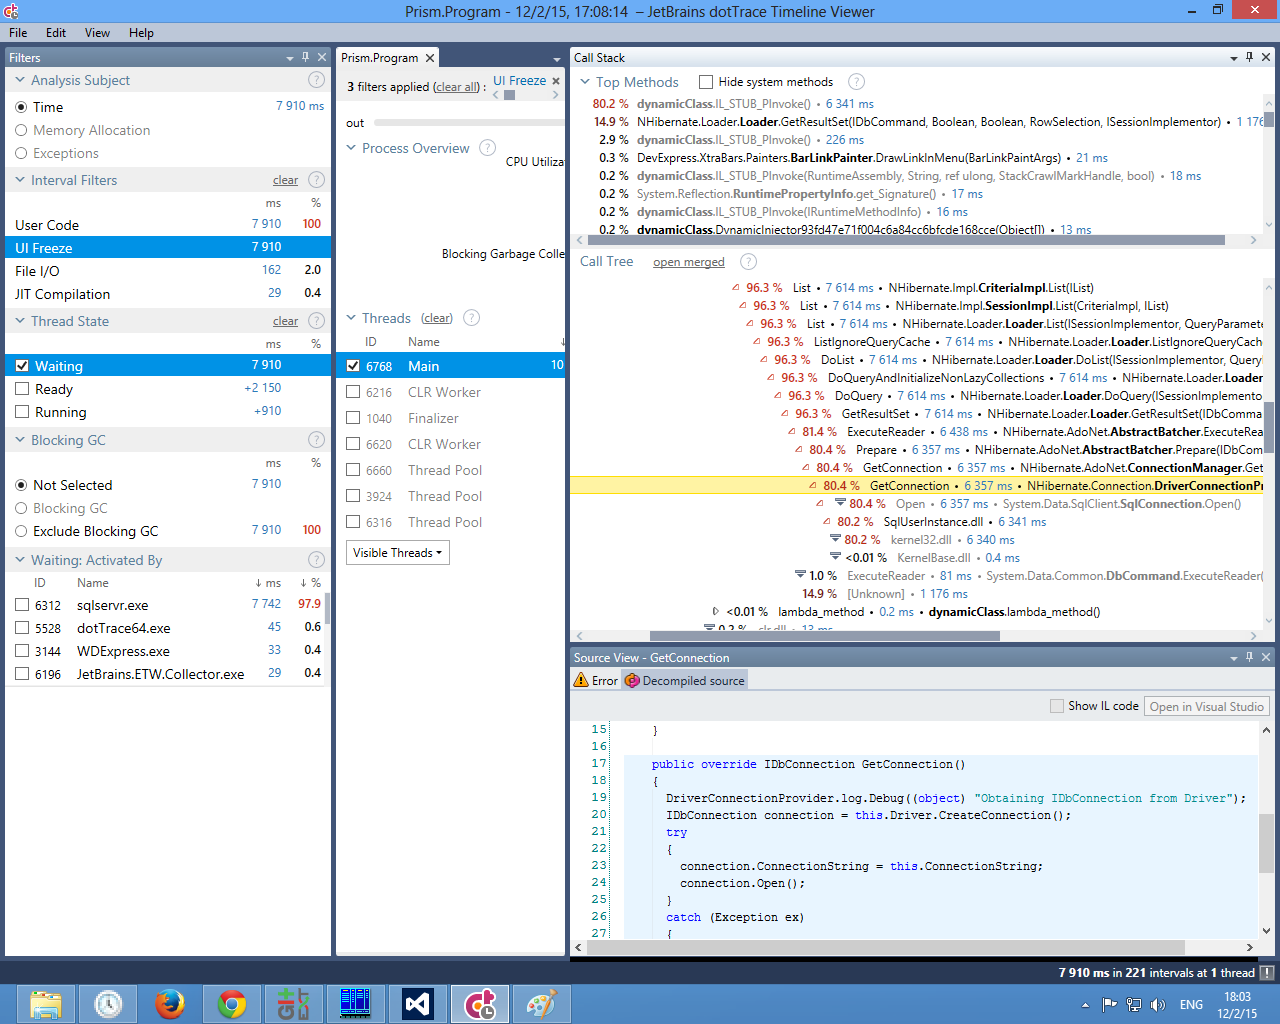 Prism.Program - 12/2/15, 17:08:14 – JetBrains dotTrace Timeline Viewer
File Edit View Help
Filters
Analysis Subject ?
Time 7 910 ms
Memory Allocation
Exceptions
Interval Filters clear ?
ms %
User Code 7 910 100
UI Freeze 7 910
File I/O 162 2.0
JIT Compilation 29 0.4
Thread State clear ?
ms %
Waiting 7 910
Ready +2 150
Running +910
Blocking GC ?
ms %
Not Selected 7 910
Blocking GC
Exclude Blocking GC 7 910 100
Waiting: Activated By ?
ID Name ↓ ms ↓ %
6312 sqlservr.exe 7 742 97.9
5528 dotTrace64.exe 45 0.6
3144 WDExpress.exe 33 0.4
6196 JetBrains.ETW.Collector.exe 29 0.4
Prism.Program
3 filters applied (clear all) : UI Freeze
out
Process Overview ?
CPU Utiliza
Blocking Garbage Colle
Threads (clear) ?
ID Name
6768 Main 10
6216 CLR Worker
1040 Finalizer
6620 CLR Worker
6660 Thread Pool
3924 Thread Pool
6316 Thread Pool
Visible Threads
Call Stack
Top Methods Hide system methods ?
80.2 % dynamicClass.IL_STUB_PInvoke() • 6 341 ms
14.9 % NHibernate.Loader.Loader.GetResultSet(IDbCommand, Boolean, Boolean, RowSelection, ISessionImplementor) • 1 176
2.9 % dynamicClass.IL_STUB_PInvoke() • 226 ms
0.3 % DevExpress.XtraBars.Painters.BarLinkPainter.DrawLinkInMenu(BarLinkPaintArgs) • 21 ms
0.2 % dynamicClass.IL_STUB_PInvoke(RuntimeAssembly, String, ref ulong, StackCrawlMarkHandle, bool) • 18 ms
0.2 % System.Reflection.RuntimePropertyInfo.get_Signature() • 17 ms
0.2 % dynamicClass.IL_STUB_PInvoke(IRuntimeMethodInfo) • 16 ms
0.2 % dynamicClass.DynamicInjector93fd47e71f004c6a84cc6bfcde168cce(Object[]) • 13 ms
Call Tree open merged ?
96.3 % List • 7 614 ms • NHibernate.Impl.CriteriaImpl.List(IList)
96.3 % List • 7 614 ms • NHibernate.Impl.SessionImpl.List(CriteriaImpl, IList)
96.3 % List • 7 614 ms • NHibernate.Loader.Loader.List(ISessionImplementor, QueryParamete
96.3 % ListIgnoreQueryCache • 7 614 ms • NHibernate.Loader.Loader.ListIgnoreQueryCach
96.3 % DoList • 7 614 ms • NHibernate.Loader.Loader.DoList(ISessionImplementor, Query
96.3 % DoQueryAndInitializeNonLazyCollections • 7 614 ms • NHibernate.Loader.Loader
96.3 % DoQuery • 7 614 ms • NHibernate.Loader.Loader.DoQuery(ISessionImplemento
96.3 % GetResultSet • 7 614 ms • NHibernate.Loader.Loader.GetResultSet(IDbComma
81.4 % ExecuteReader • 6 438 ms • NHibernate.AdoNet.AbstractBatcher.ExecuteRea
80.4 % Prepare • 6 357 ms • NHibernate.AdoNet.AbstractBatcher.Prepare(IDbCom
80.4 % GetConnection • 6 357 ms • NHibernate.AdoNet.ConnectionManager.Get
80.4 % GetConnection • 6 357 ms • NHibernate.Connection.DriverConnectionPr
80.4 % Open • 6 357 ms • System.Data.SqlClient.SqlConnection.Open()
80.2 % SqlUserInstance.dll • 6 341 ms
80.2 % kernel32.dll • 6 340 ms
<0.01 % KernelBase.dll • 0.4 ms
1.0 % ExecuteReader • 81 ms • System.Data.Common.DbCommand.ExecuteReader(
14.9 % [Unknown] • 1 176 ms
<0.01 % lambda_method • 0.2 ms • dynamicClass.lambda_method()
0.2 % clr.dll • 13 ms
Source View - GetConnection
Error Decompiled source
Show IL code Open in Visual Studio
15 }
16
17 public override IDbConnection GetConnection()
18 {
19 DriverConnectionProvider.log.Debug((object) "Obtaining IDbConnection from Driver");
20 IDbConnection connection = this.Driver.CreateConnection();
21 try
22 {
23 connection.ConnectionString = this.ConnectionString;
24 connection.Open();
25 }
26 catch (Exception ex)
27 {
7 910 ms in 221 intervals at 1 thread
ENG 18:03
12/2/15